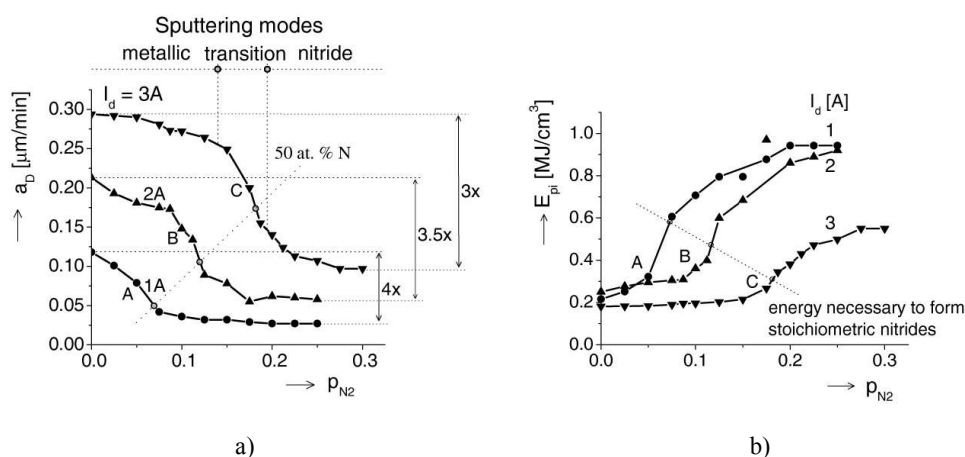 Sputtering modes
metallic transition nitride
I_d = 3A
0.30
0.25
0.20
0.15
0.10
0.05
0.00
a_D [μm/min]
50 at. % N
C
2A
B
A
1A
3x
3.5x
4x
0.0 0.1 0.2 0.3
p_N2
a)
I_d [A]
1
2
3
1.0
0.8
0.6
0.4
0.2
0.0
E_pi [MJ/cm³]
A
B
C
energy necessary to form
stoichiometric nitrides
0.0 0.1 0.2 0.3
p_N2
b)